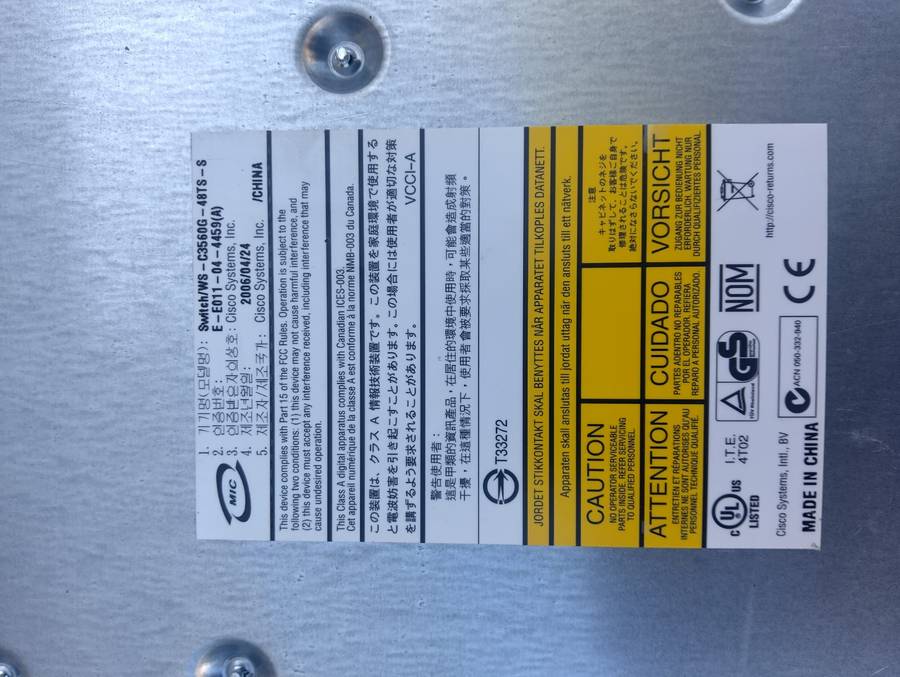 1. 기기명(모델명): Switch/WS-C3560G-48TS-S
2. 인증번호: E-E011-04-4459(A)
3. 인증받은자의상호: Cisco Systems, Inc.
4. 제조년월일: 2006/04/24
5. 제조자/제조국가: Cisco Systems, Inc. /CHINA
MIC
This device complies with Part 15 of the FCC Rules. Operation is subject to the
following two conditions: (1) this device may not cause harmful interference, and
(2) this device must accept any interference received, including interference that may
cause undesired operation.
This Class A digital apparatus complies with Canadian ICES-003.
Cet appareil numérique de la classe A est conforme à la norme NMB-003 du Canada.
この装置は、クラス A 情報技術装置です。この装置を家庭環境で使用する
と電波妨害を引き起こすことがあります。この場合には使用者が適切な対策
を講ずるよう要求されることがあります。 VCCI-A
警告使用者：
這是甲類的資訊產品，在居住的環境中使用時，可能會造成射頻
干擾，在這種情況下，使用者會被要求採取某些適當的對策。
T33272
JORDET STIKKONTAKT SKAL BENYTTES NÅR APPARATET TILKOPLES DATANETT.
Apparaten skall anslutas till jordat uttag när den ansluts till ett nätverk.
CAUTION
NO OPERATOR SERVICEABLE
PARTS INSIDE. REFER SERVICING
TO QUALIFIED PERSONNEL.
注意
キャビネットのネジを
取りはずして、お客様ご自身で
修理されることは危険です。
絶対になさらないでください。
ATTENTION
ENTRETIEN ET RÉPARATIONS
INTERNES NE SONT AUTORISÉS QU'AU
PERSONNEL TECHNIQUE QUALIFIÉ.
CUIDADO
PARTES ADENTRO NO REPARABLES
POR EL OPERADOR. REFIERA
REPARO A PERSONAL AUTORIZADO.
VORSICHT
ZUGANG ZUR BEDIENUNG NICHT
ERFORDERLICH. WARTUNG NUR
DURCH QUALIFIZIERTES PERSONAL.
c UL US
LISTED
I.T.E.
4T02
GS
NOM
Cisco Systems, Intl., BV
MADE IN CHINA
ACN 050-332-940
CE
http://cisco-returns.com